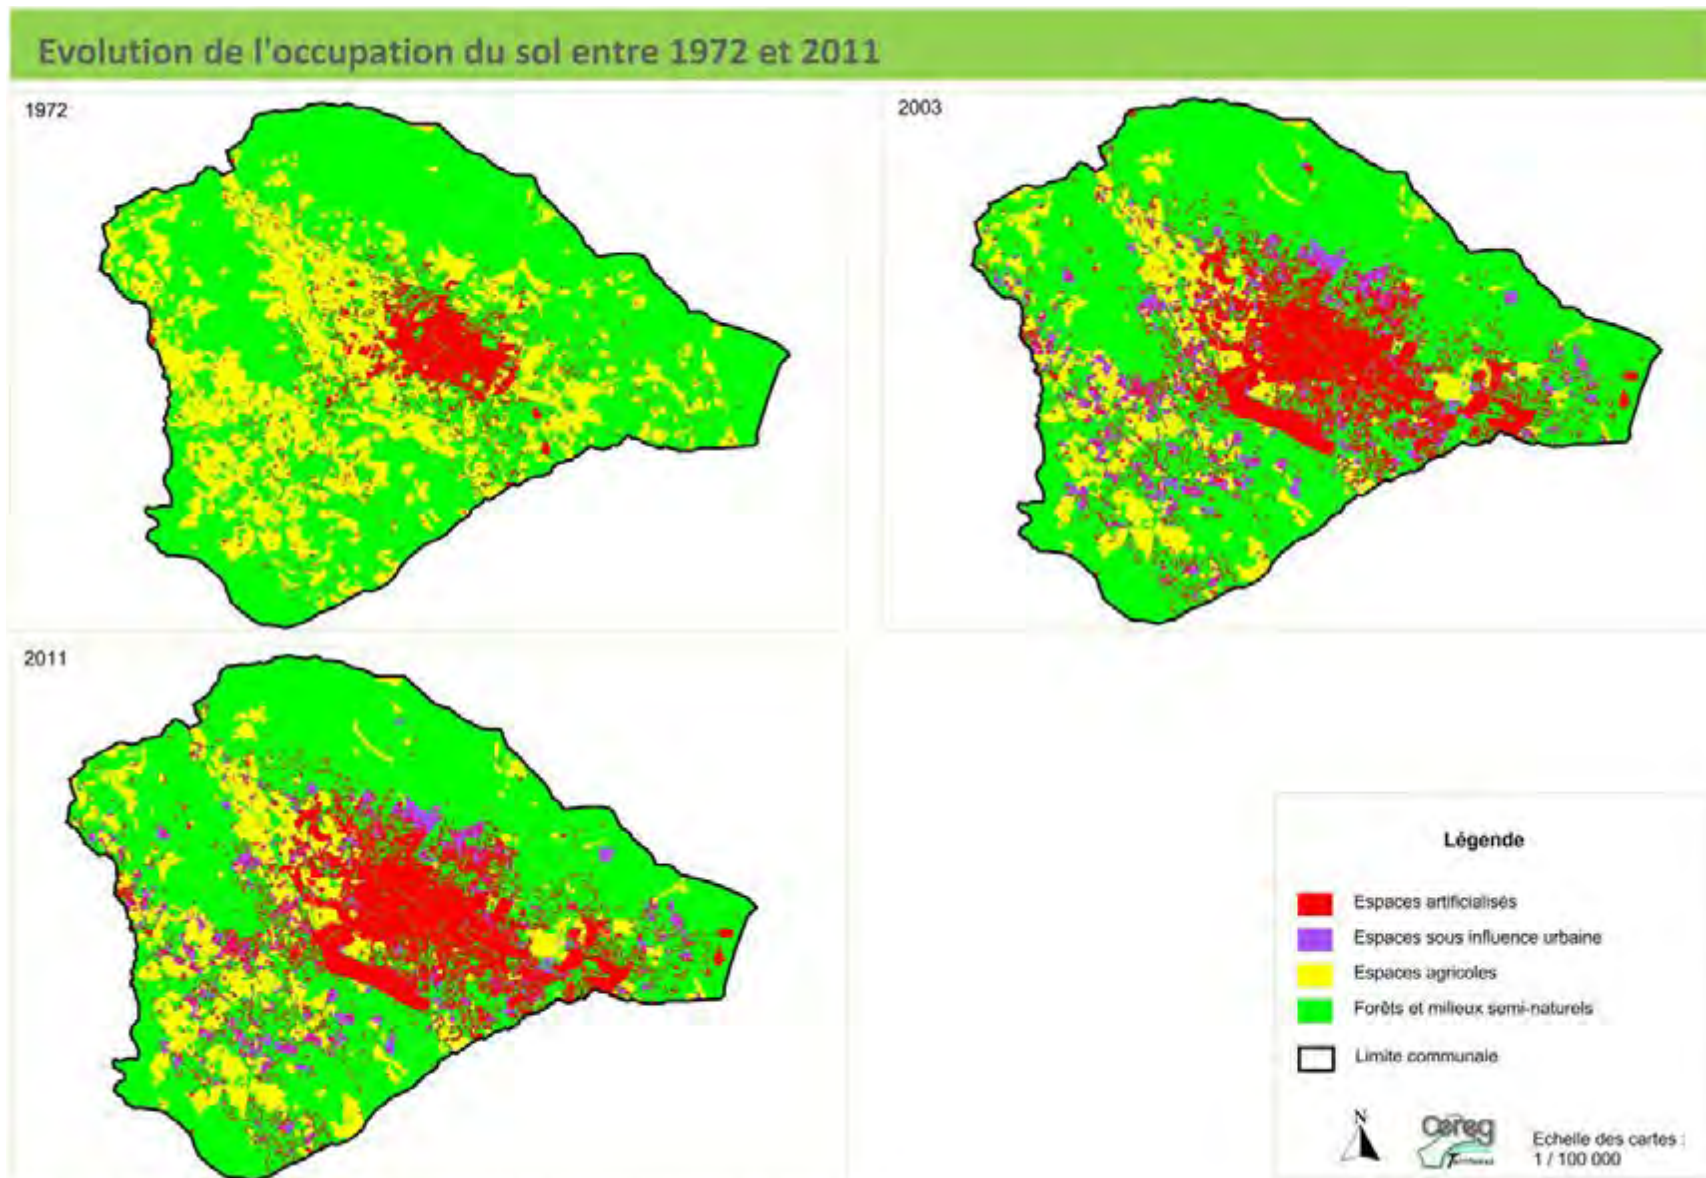 Evolution de l'occupation du sol entre 1972 et 2011
1972
2003
2011
Légende
Espaces artificialisés
Espaces sous influence urbaine
Espaces agricoles
Forêts et milieux semi-naturels
Limite communale
N
Cereg
Territoires
Echelle des cartes :
1 / 100 000